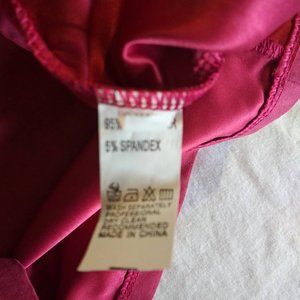 95%
5% SPANDEX
WASH SEPARATELY
PROFESSIONAL
DRY CLEAN
RECOMMENDED
MADE IN CHINA